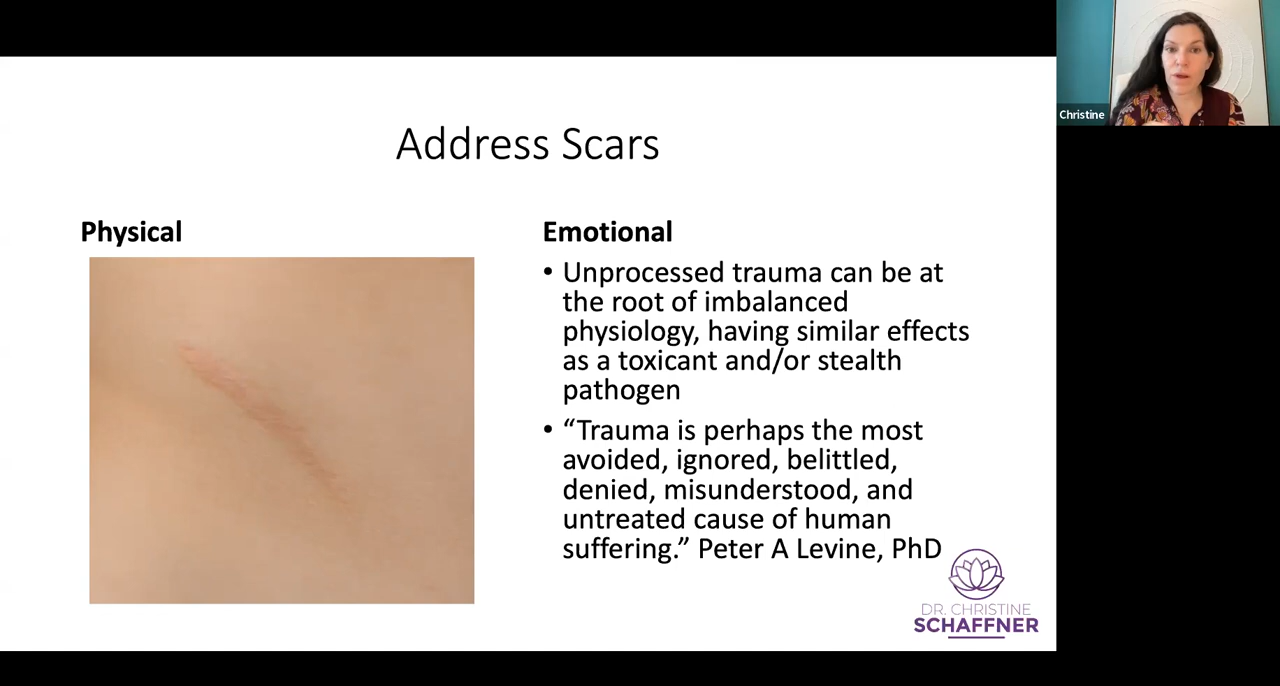 Christine
Address Scars
Physical
Emotional
• Unprocessed trauma can be at
the root of imbalanced
physiology, having similar effects
as a toxicant and/or stealth
pathogen
• “Trauma is perhaps the most
avoided, ignored, belittled,
denied, misunderstood, and
untreated cause of human
suffering.” Peter A Levine, PhD
DR. CHRISTINE
SCHAFFNER